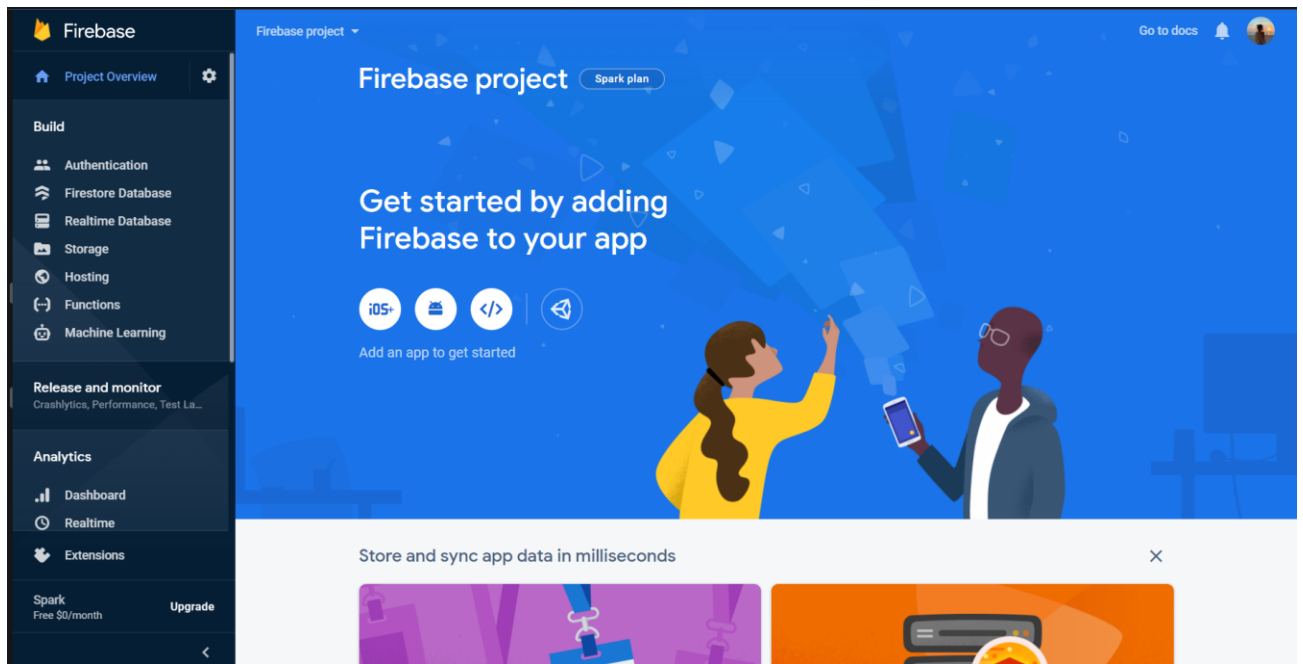 Firebase
Project Overview
Build
Authentication
Firestore Database
Realtime Database
Storage
Hosting
Functions
Machine Learning
Release and monitor
Crashlytics, Performance, Test La...
Analytics
Dashboard
Realtime
Extensions
Spark
Free $0/month
Upgrade
Firebase project
Go to docs
Firebase project
Spark plan
Get started by adding
Firebase to your app
iOS+
</>
Add an app to get started
Store and sync app data in milliseconds